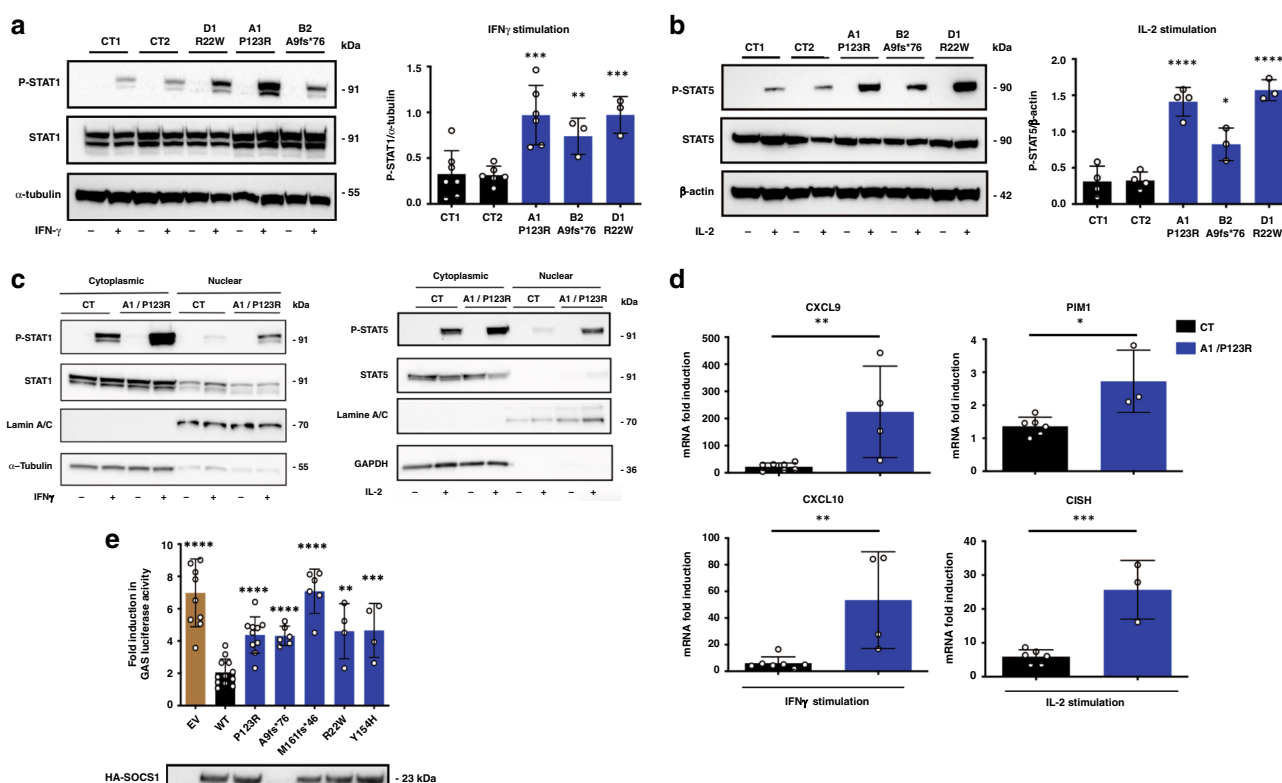 a
CT1 CT2 D1 R22W A1 P123R B2 A9fs*76 kDa
P-STAT1 - 91
STAT1 - 91
α-tubulin - 55
IFN-γ – + – + – + – + – +
IFNγ stimulation
P-STAT1/α-tubulin
1.5
1.0
0.5
0.0
*** ** ***
CT1 CT2 A1 B2 D1
P123R A9fs*76 R22W
b
CT1 CT2 A1 P123R B2 A9fs*76 D1 R22W kDa
P-STAT5 - 90
STAT5 - 90
β-actin - 42
IL-2 – + – + – + – + – +
IL-2 stimulation
P-STAT5/β-actin
2.0
1.5
1.0
0.5
0.0
**** * ****
CT1 CT2 A1 B2 D1
P123R A9fs*76 R22W
c
Cytoplasmic Nuclear
CT A1 / P123R CT A1 / P123R kDa
P-STAT1 - 91
STAT1 - 91
Lamin A/C - 70
α–Tubulin - 55
IFNγ – + – + – + – +
Cytoplasmic Nuclear
CT A1 / P123R CT A1 / P123R kDa
P-STAT5 - 91
STAT5 - 91
Lamine A/C - 70
GAPDH - 36
IL-2 – + – + – + – +
d
CXCL9
**
mRNA fold induction
500
400
300
200
100
0
PIM1
*
mRNA fold induction
4
3
2
1
0
CT
A1 /P123R
CXCL10
**
mRNA fold induction
100
80
60
40
20
0
IFNγ stimulation
CISH
***
mRNA fold induction
40
30
20
10
0
IL-2 stimulation
e
Fold induction in
GAS luciferase acivity
10
8
6
4
2
0
**** **** **** **** ** ***
EV WT P123R A9fs*76 M161fs*46 R22W Y154H
HA-SOCS1 - 23 kDa